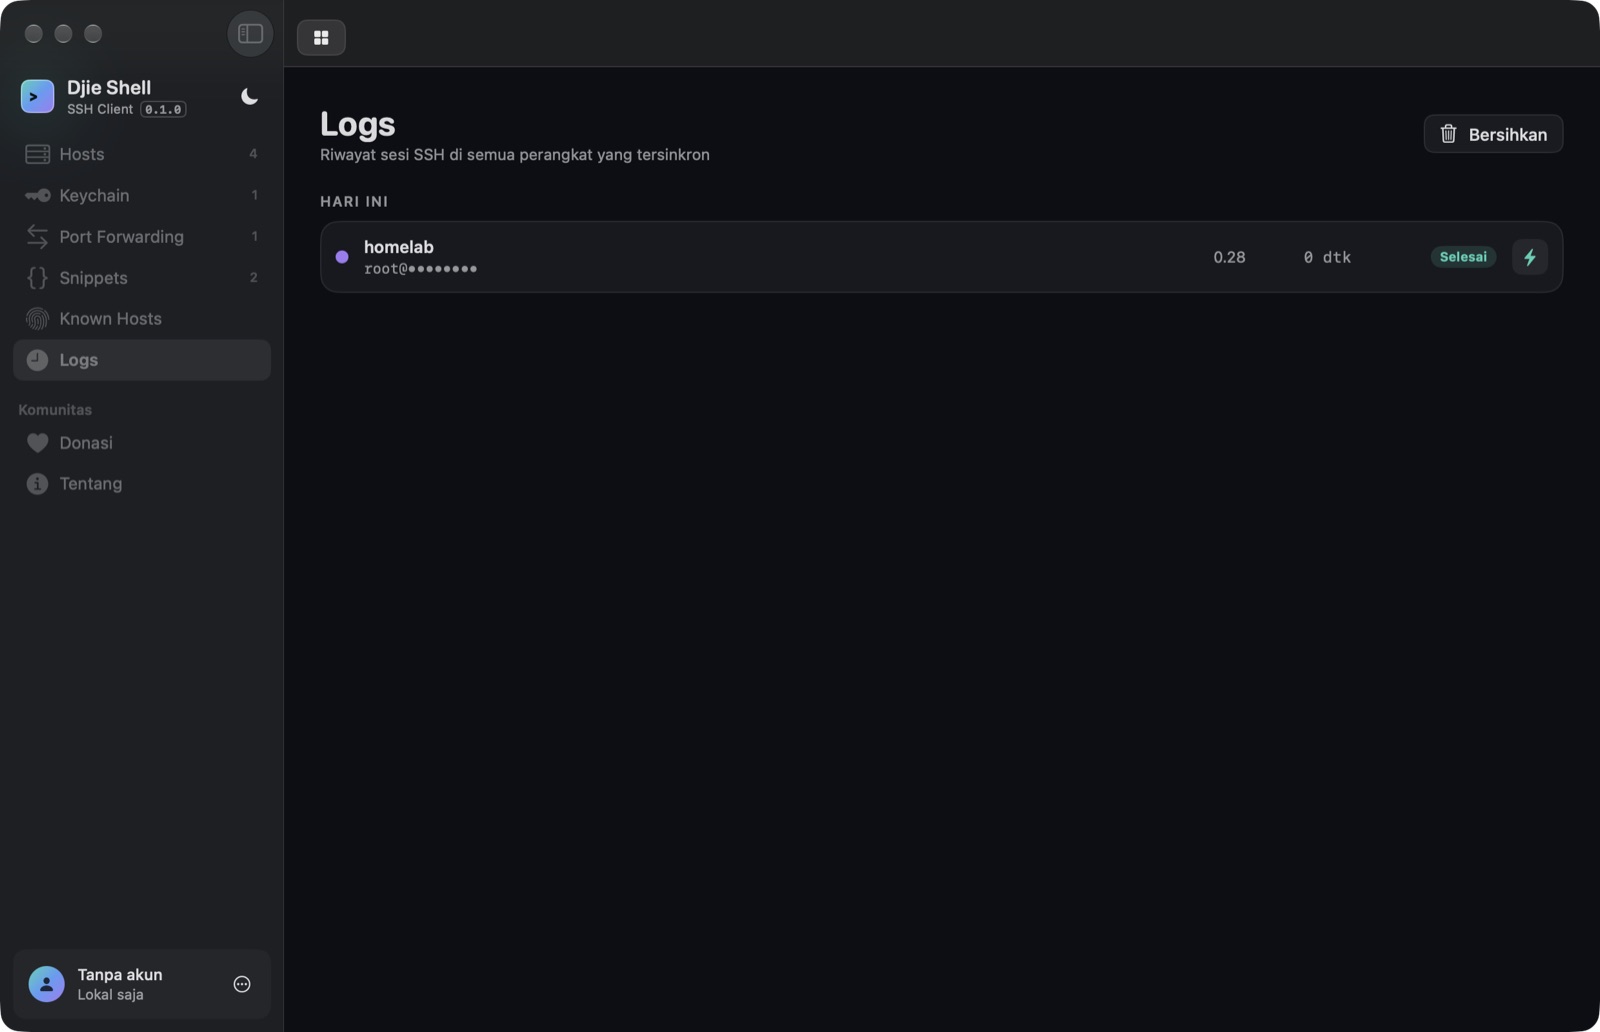 Djie Shell
SSH Client 0.1.0
Hosts 4
Keychain 1
Port Forwarding 1
Snippets 2
Known Hosts
Logs
Komunitas
Donasi
Tentang
Tanpa akun
Lokal saja
Logs
Riwayat sesi SSH di semua perangkat yang tersinkron
Bersihkan
HARI INI
homelab
root@••••••••
0.28
0 dtk
Selesai